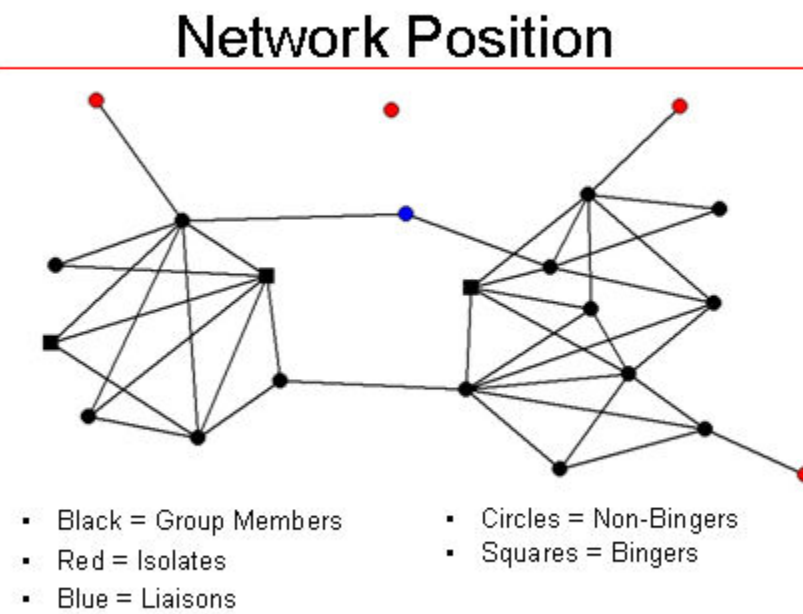 Network Position
▪ Black = Group Members
▪ Red = Isolates
▪ Blue = Liaisons
▪ Circles = Non-Bingers
▪ Squares = Bingers